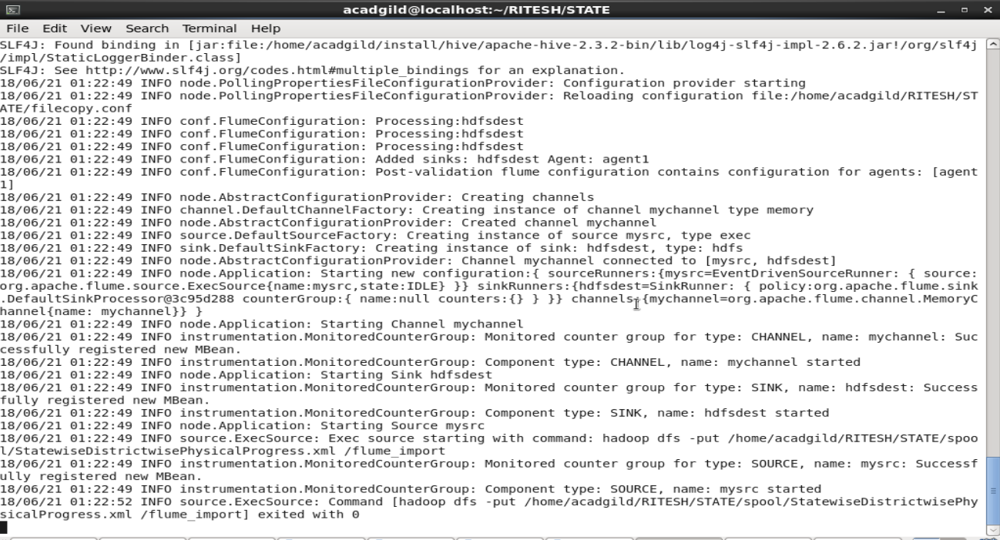 acadgild@localhost:~/RITESH/STATE
File Edit View Search Terminal Help
SLF4J: Found binding in [jar:file:/home/acadgild/install/hive/apache-hive-2.3.2-bin/lib/log4j-slf4j-impl-2.6.2.jar!/org/slf4j
/impl/StaticLoggerBinder.class]
SLF4J: See http://www.slf4j.org/codes.html#multiple_bindings for an explanation.
18/06/21 01:22:49 INFO node.PollingPropertiesFileConfigurationProvider: Configuration provider starting
18/06/21 01:22:49 INFO node.PollingPropertiesFileConfigurationProvider: Reloading configuration file:/home/acadgild/RITESH/ST
ATE/filecopy.conf
18/06/21 01:22:49 INFO conf.FlumeConfiguration: Processing:hdfsdest
18/06/21 01:22:49 INFO conf.FlumeConfiguration: Processing:hdfsdest
18/06/21 01:22:49 INFO conf.FlumeConfiguration: Processing:hdfsdest
18/06/21 01:22:49 INFO conf.FlumeConfiguration: Added sinks: hdfsdest Agent: agent1
18/06/21 01:22:49 INFO conf.FlumeConfiguration: Post-validation flume configuration contains configuration for agents: [agent
1]
18/06/21 01:22:49 INFO node.AbstractConfigurationProvider: Creating channels
18/06/21 01:22:49 INFO channel.DefaultChannelFactory: Creating instance of channel mychannel type memory
18/06/21 01:22:49 INFO node.AbstractConfigurationProvider: Created channel mychannel
18/06/21 01:22:49 INFO source.DefaultSourceFactory: Creating instance of source mysrc, type exec
18/06/21 01:22:49 INFO sink.DefaultSinkFactory: Creating instance of sink: hdfsdest, type: hdfs
18/06/21 01:22:49 INFO node.AbstractConfigurationProvider: Channel mychannel connected to [mysrc, hdfsdest]
18/06/21 01:22:49 INFO node.Application: Starting new configuration:{ sourceRunners:{mysrc=EventDrivenSourceRunner: { source:
org.apache.flume.source.ExecSource{name:mysrc,state:IDLE} }} sinkRunners:{hdfsdest=SinkRunner: { policy:org.apache.flume.sink
.DefaultSinkProcessor@3c95d288 counterGroup:{ name:null counters:{} } }} channels:{mychannel=org.apache.flume.channel.MemoryC
hannel{name: mychannel}} }
18/06/21 01:22:49 INFO node.Application: Starting Channel mychannel
18/06/21 01:22:49 INFO instrumentation.MonitoredCounterGroup: Monitored counter group for type: CHANNEL, name: mychannel: Suc
cessfully registered new MBean.
18/06/21 01:22:49 INFO instrumentation.MonitoredCounterGroup: Component type: CHANNEL, name: mychannel started
18/06/21 01:22:49 INFO node.Application: Starting Sink hdfsdest
18/06/21 01:22:49 INFO instrumentation.MonitoredCounterGroup: Monitored counter group for type: SINK, name: hdfsdest: Success
fully registered new MBean.
18/06/21 01:22:49 INFO instrumentation.MonitoredCounterGroup: Component type: SINK, name: hdfsdest started
18/06/21 01:22:49 INFO node.Application: Starting Source mysrc
18/06/21 01:22:49 INFO source.ExecSource: Exec source starting with command: hadoop dfs -put /home/acadgild/RITESH/STATE/spoo
l/StatewiseDistrictwisePhysicalProgress.xml /flume_import
18/06/21 01:22:49 INFO instrumentation.MonitoredCounterGroup: Monitored counter group for type: SOURCE, name: mysrc: Successf
ully registered new MBean.
18/06/21 01:22:49 INFO instrumentation.MonitoredCounterGroup: Component type: SOURCE, name: mysrc started
18/06/21 01:22:52 INFO source.ExecSource: Command [hadoop dfs -put /home/acadgild/RITESH/STATE/spool/StatewiseDistrictwisePhy
sicalProgress.xml /flume_import] exited with 0